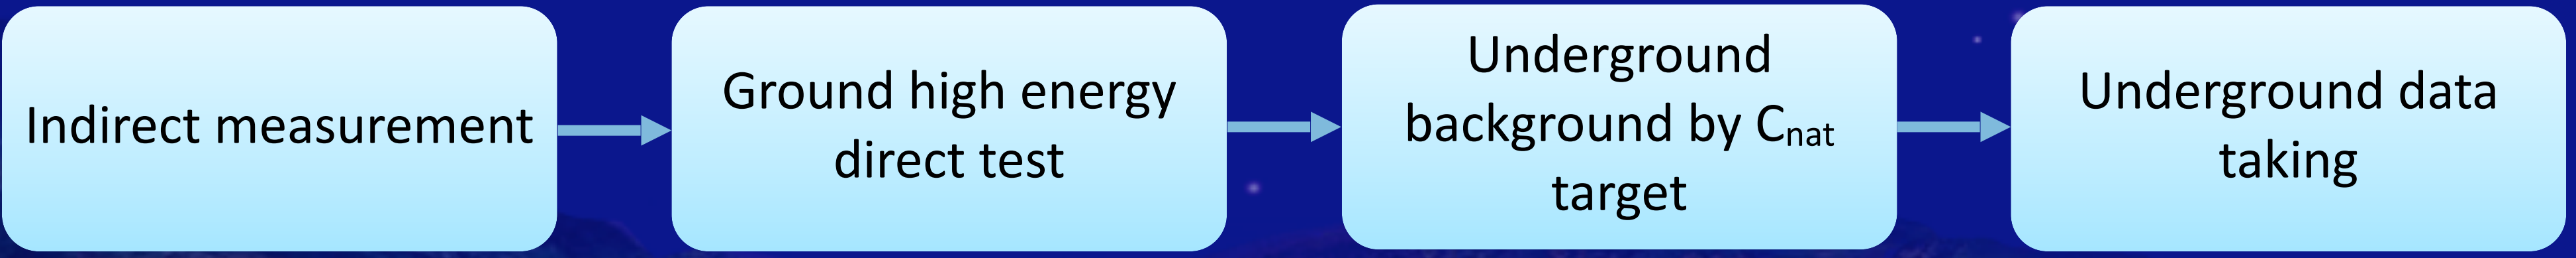 Indirect measurement
Ground high energy
direct test
Underground
background by Cnat
target
Underground data
taking